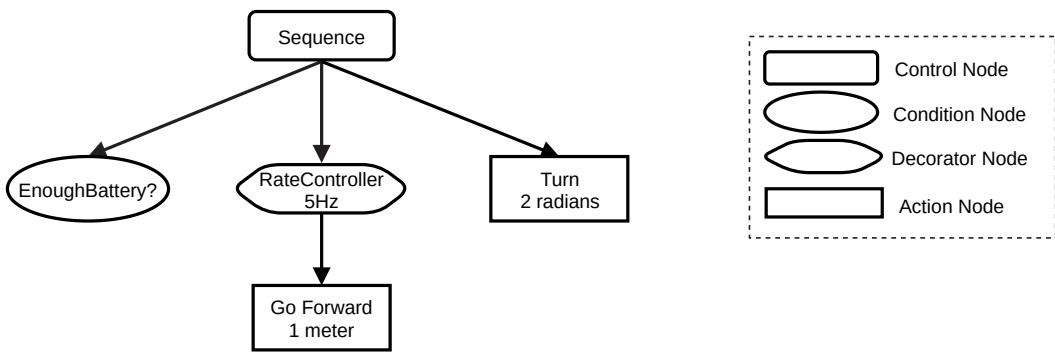 Sequence
EnoughBattery?
RateController
5Hz
Turn
2 radians
Go Forward
1 meter
Control Node
Condition Node
Decorator Node
Action Node